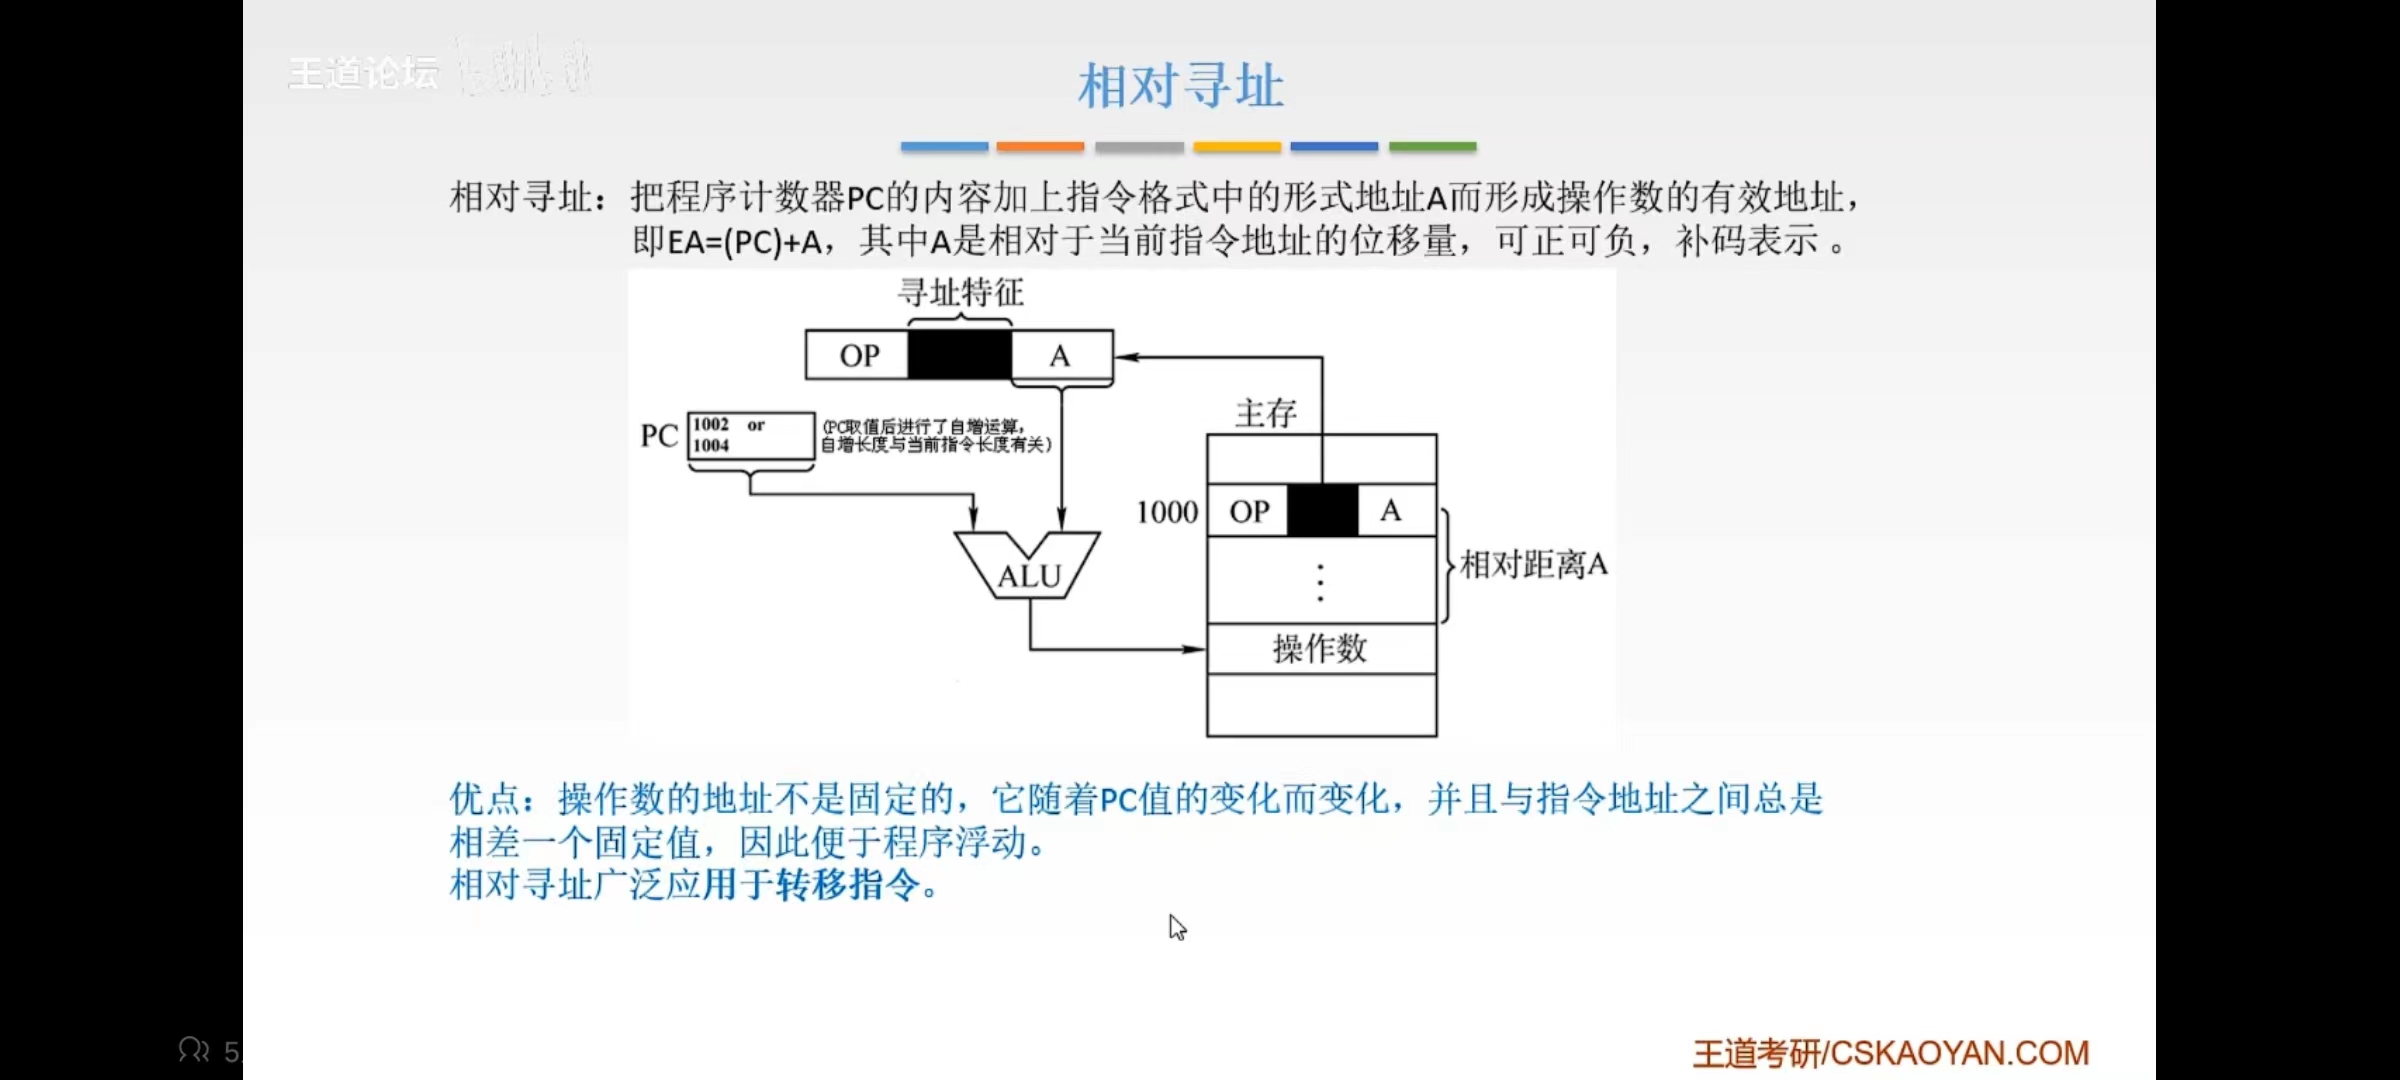 王道论坛
相对寻址
相对寻址：把程序计数器PC的内容加上指令格式中的形式地址A而形成操作数的有效地址，
即EA=(PC)+A，其中A是相对于当前指令地址的位移量，可正可负，补码表示 。
寻址特征
OP A
主存
PC 1002 or
1004
(PC取值后进行了自增运算，
自增长度与当前指令长度有关)
1000 OP A
相对距离A
ALU
操作数
优点：操作数的地址不是固定的，它随着PC值的变化而变化，并且与指令地址之间总是
相差一个固定值，因此便于程序浮动。
相对寻址广泛应用于转移指令。
5
王道考研/CSKAOYAN.COM